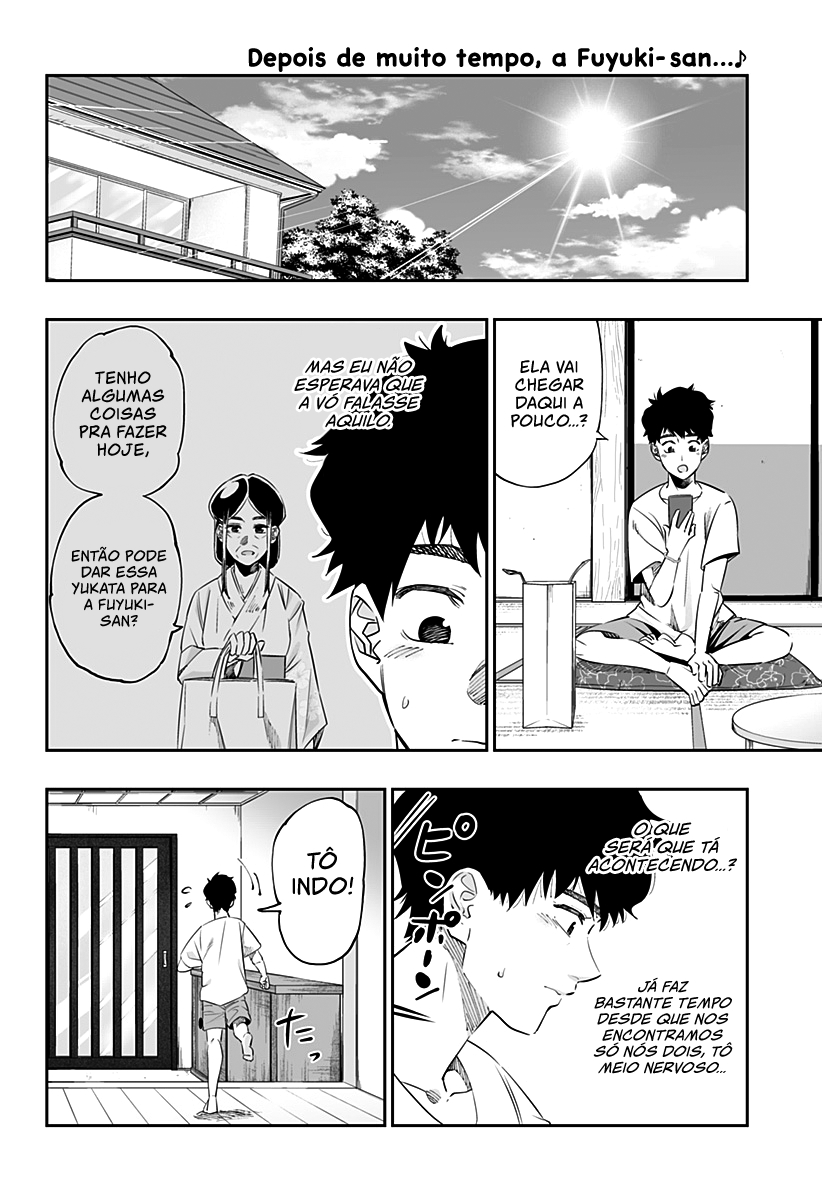 Depois de muito tempo, a Fuyuki-san...♪
ELA VAI
CHEGAR
DAQUI A
POUCO...?
MAS EU NÃO
ESPERAVA QUE
A VÓ FALASSE
AQUILO.
TENHO
ALGUMAS
COISAS
PRA FAZER
HOJE,
ENTÃO PODE
DAR ESSA
YUKATA PARA
A FUYUKI-
SAN?
O QUE
SERÁ QUE TÁ
ACONTECENDO...?
ピンポーン
JÁ FAZ
BASTANTE TEMPO
DESDE QUE NOS
ENCONTRAMOS
SÓ NÓS DOIS, TÔ
MEIO NERVOSO...
TÔ
INDO!
たっ